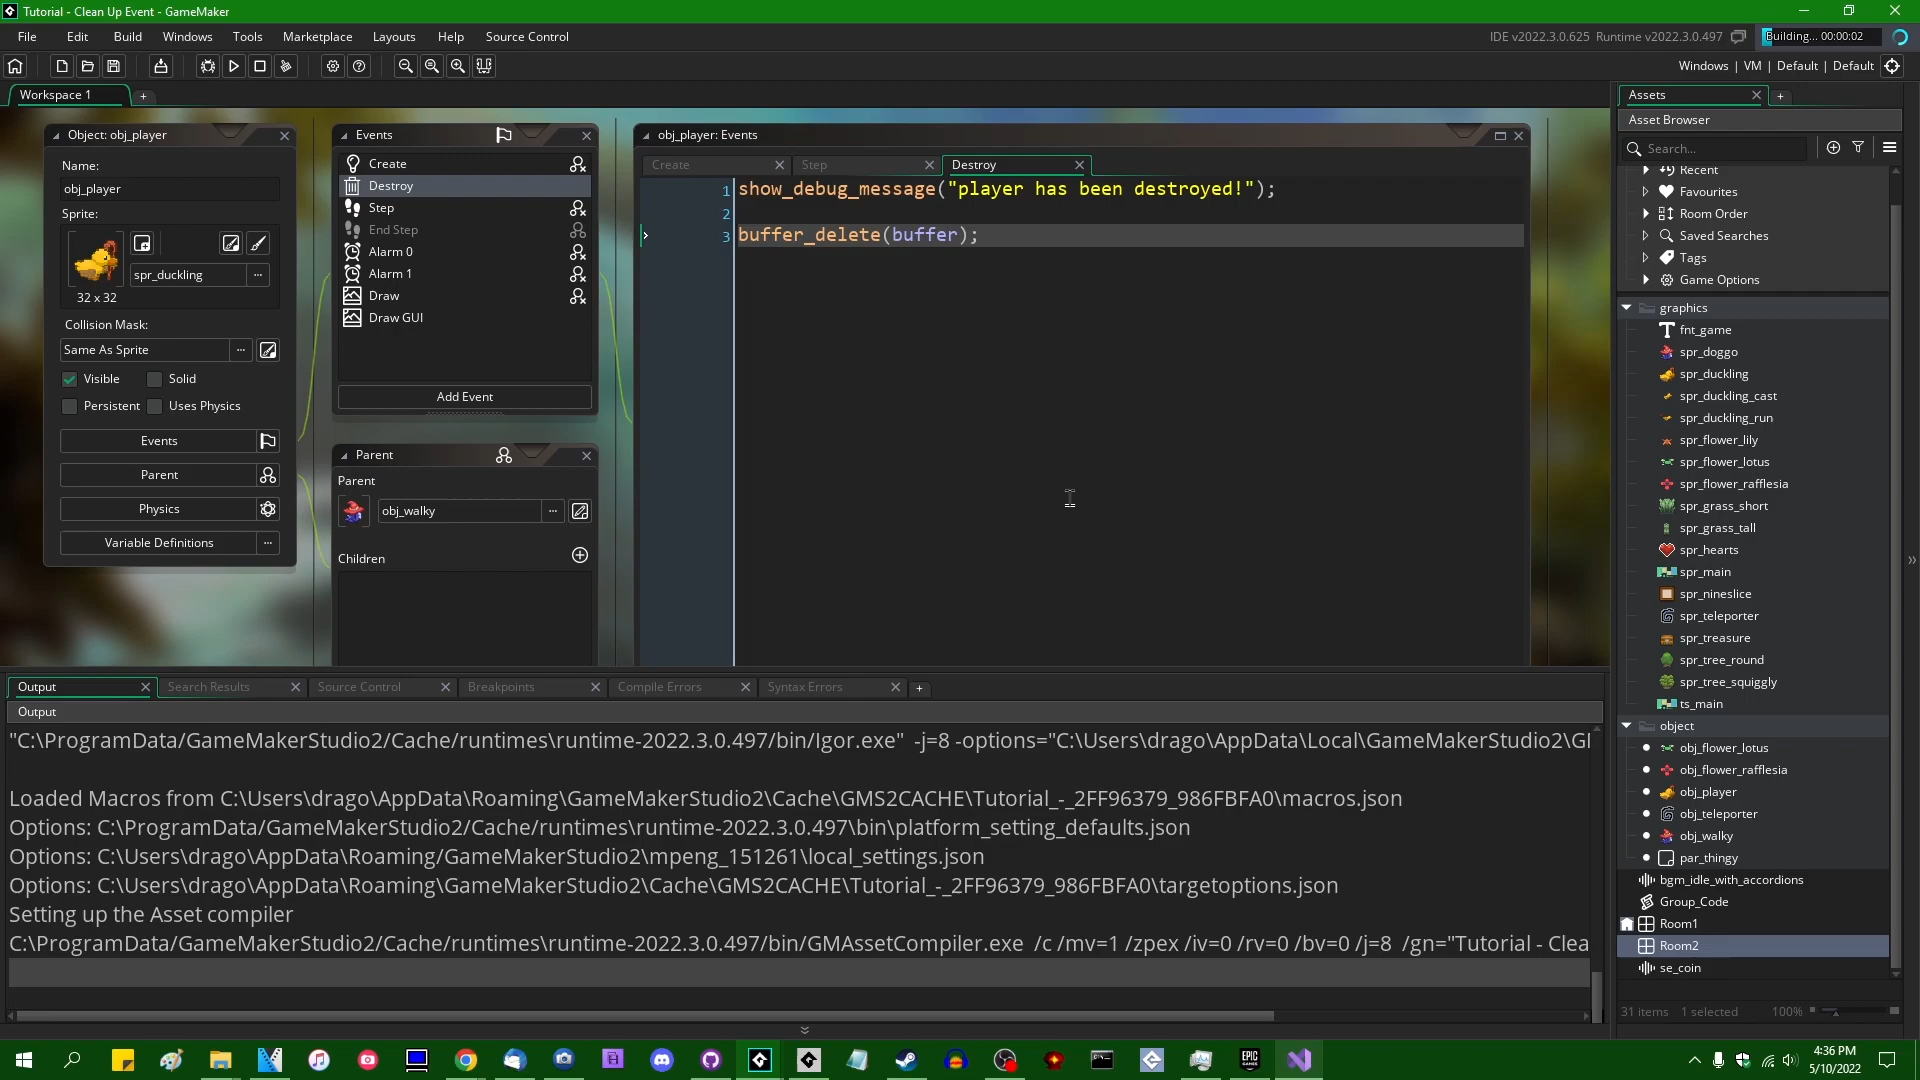 Tutorial - Clean Up Event - GameMaker
File Edit Build Windows Tools Marketplace Layouts Help Source Control
IDE v2022.3.0.625 Runtime v2022.3.0.497
Building... 00:00:02
Windows | VM | Default | Default
Workspace 1
Object: obj_player
Name:
obj_player
Sprite:
spr_duckling
32 x 32
Collision Mask:
Same As Sprite
Visible
Solid
Persistent
Uses Physics
Events
Parent
Physics
Variable Definitions
Events
Create
Destroy
Step
End Step
Alarm 0
Alarm 1
Draw
Draw GUI
Add Event
Parent
Parent
obj_walky
Children
obj_player: Events
Create
Step
Destroy
1 show_debug_message("player has been destroyed!");
2
3 buffer_delete(buffer);
Assets
Asset Browser
Search...
Recent
Favourites
Room Order
Saved Searches
Tags
Game Options
graphics
fnt_game
spr_doggo
spr_duckling
spr_duckling_cast
spr_duckling_run
spr_flower_lily
spr_flower_lotus
spr_flower_rafflesia
spr_grass_short
spr_grass_tall
spr_hearts
spr_main
spr_nineslice
spr_teleporter
spr_treasure
spr_tree_round
spr_tree_squiggly
ts_main
object
obj_flower_lotus
obj_flower_rafflesia
obj_player
obj_teleporter
obj_walky
par_thingy
bgm_idle_with_accordions
Group_Code
Room1
Room2
se_coin
31 items 1 selected 100%
Output
Search Results
Source Control
Breakpoints
Compile Errors
Syntax Errors
Output
"C:\ProgramData/GameMakerStudio2/Cache/runtimes\runtime-2022.3.0.497/bin/Igor.exe" -j=8 -options="C:\Users\drago\AppData\Local\GameMakerStudio2\GI
Loaded Macros from C:\Users\drago\AppData\Roaming\GameMakerStudio2\Cache\GMS2CACHE\Tutorial_-_2FF96379_986FBFA0\macros.json
Options: C:\ProgramData/GameMakerStudio2/Cache/runtimes\runtime-2022.3.0.497\bin\platform_setting_defaults.json
Options: C:\Users\drago\AppData\Roaming/GameMakerStudio2\mpeng_151261\local_settings.json
Options: C:\Users\drago\AppData\Roaming\GameMakerStudio2\Cache\GMS2CACHE\Tutorial_-_2FF96379_986FBFA0\targetoptions.json
Setting up the Asset compiler
C:\ProgramData/GameMakerStudio2/Cache/runtimes\runtime-2022.3.0.497/bin/GMAssetCompiler.exe /c /mv=1 /zpex /iv=0 /rv=0 /bv=0 /j=8 /gn="Tutorial - Clea
EPIC
GAMES
4:36 PM
5/10/2022